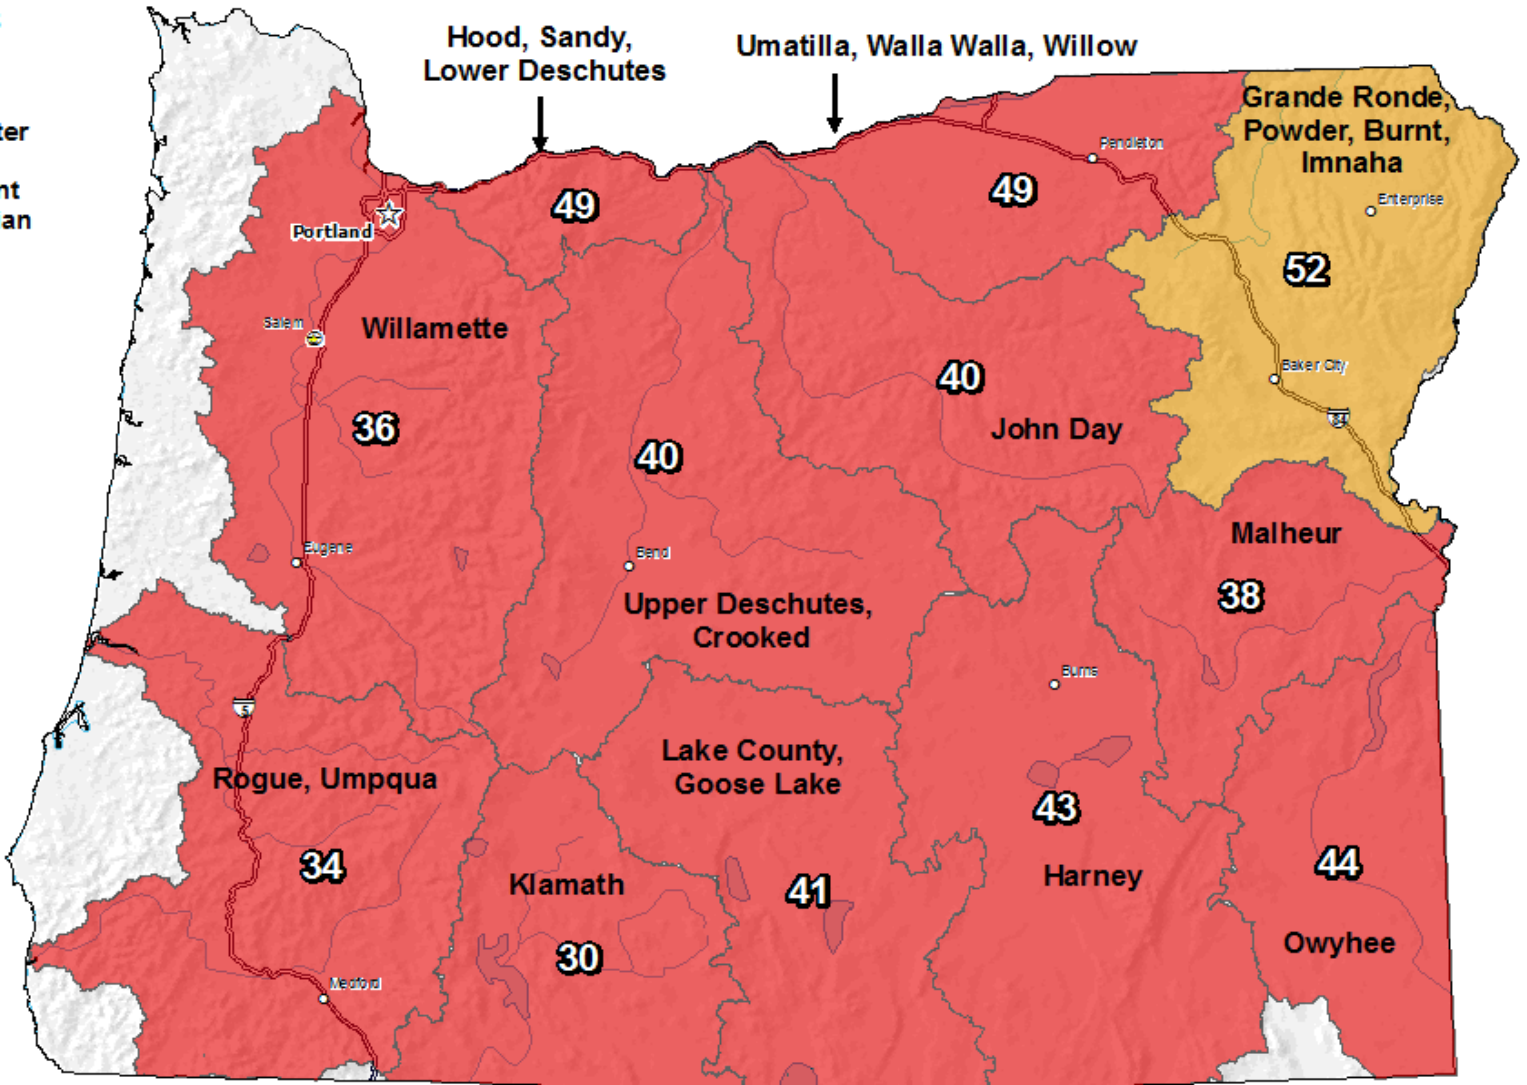 ter
nt
an
Hood, Sandy,
Lower Deschutes
Umatilla, Walla Walla, Willow
Grande Ronde,
Powder, Burnt,
Imnaha
Pendleton
Enterprise
49
49
52
Portland
Salem
Willamette
36
40
40
John Day
Baker City
84
Eugene
Bend
Malheur
38
Upper Deschutes,
Crooked
Burns
5
Rogue, Umpqua
34
Lake County,
Goose Lake
43
Harney
44
Klamath
30
41
Owyhee
Medford